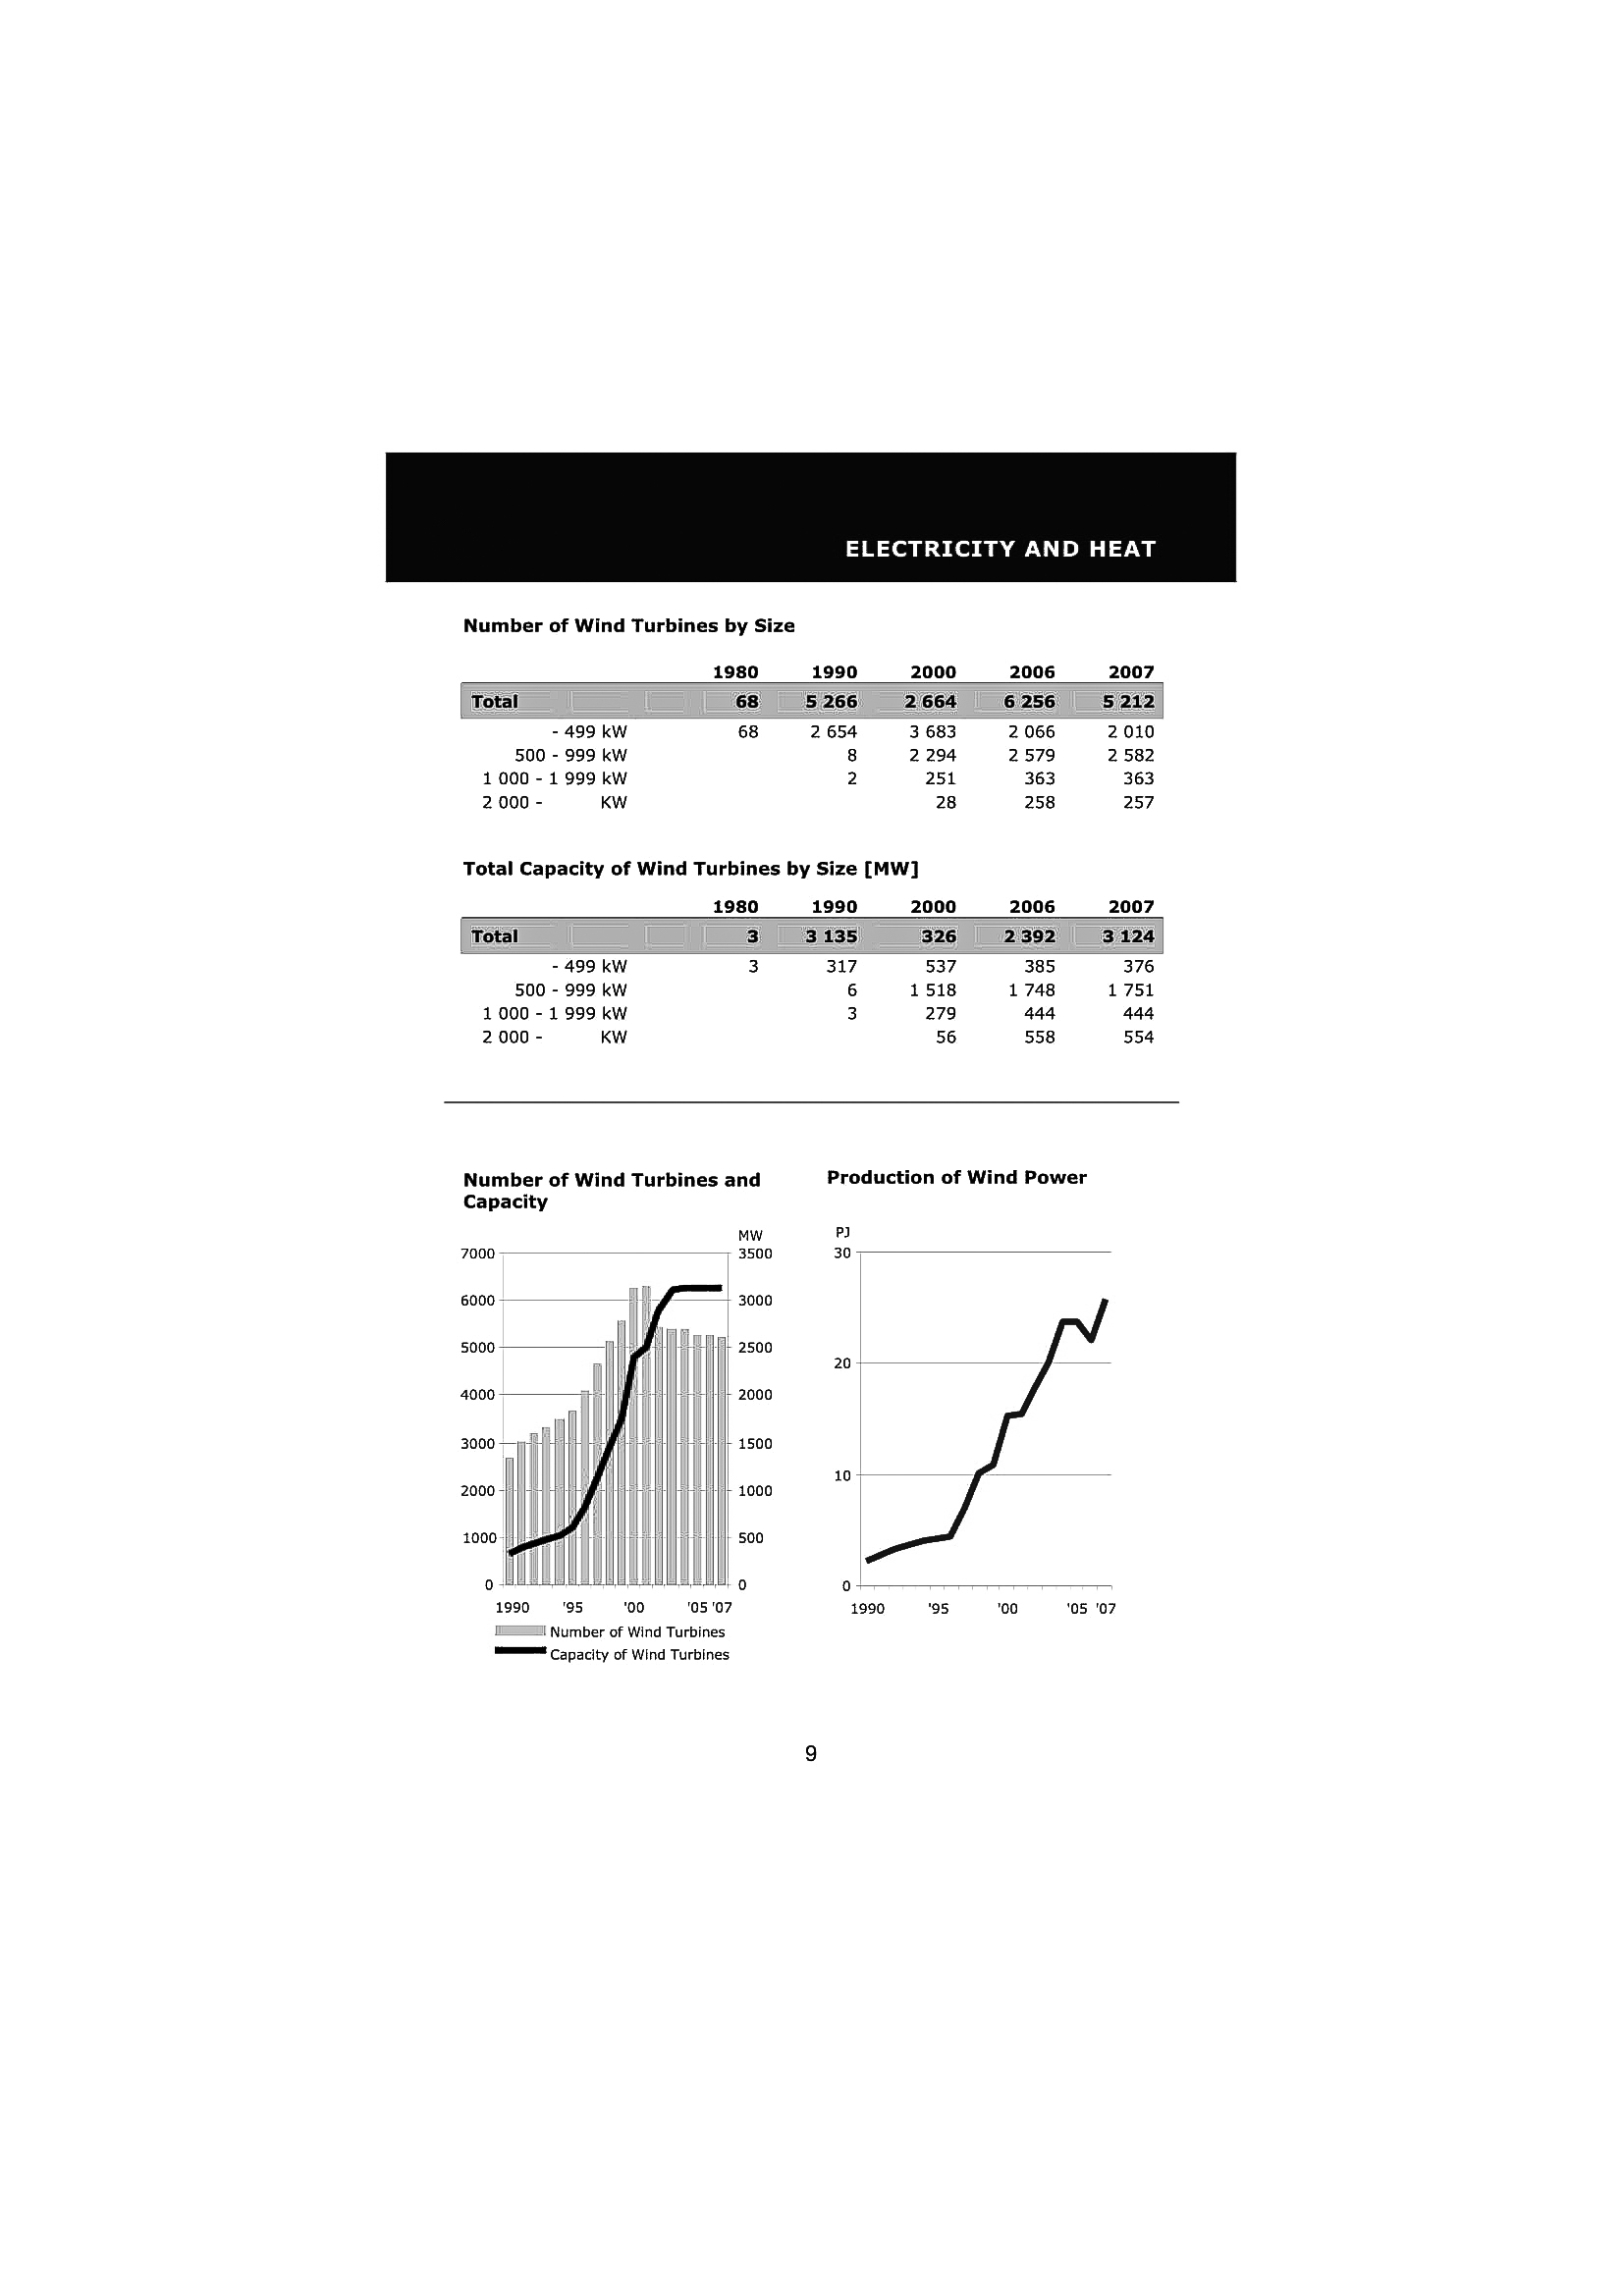 ELECTRICITY AND HEAT
Number of Wind Turbines by Size
1980 1990 2000 2006 2007
Total 68 5 266 2 664 6 256 5 212
- 499 kW 68 2 654 3 683 2 066 2 010
500 - 999 kW 8 2 294 2 579 2 582
1 000 - 1 999 kW 2 251 363 363
2 000 - KW 28 258 257
Total Capacity of Wind Turbines by Size [MW]
1980 1990 2000 2006 2007
Total 3 3 135 326 2 392 3 124
- 499 kW 3 317 537 385 376
500 - 999 kW 6 1 518 1 748 1 751
1 000 - 1 999 kW 3 279 444 444
2 000 - KW 56 558 554
Number of Wind Turbines and
Capacity
MW
7000 3500
6000 3000
5000 2500
4000 2000
3000 1500
2000 1000
1000 500
0 0
1990 '95 '00 '05 '07
Number of Wind Turbines
Capacity of Wind Turbines
Production of Wind Power
PJ
30
20
10
0
1990 '95 '00 '05 '07
9